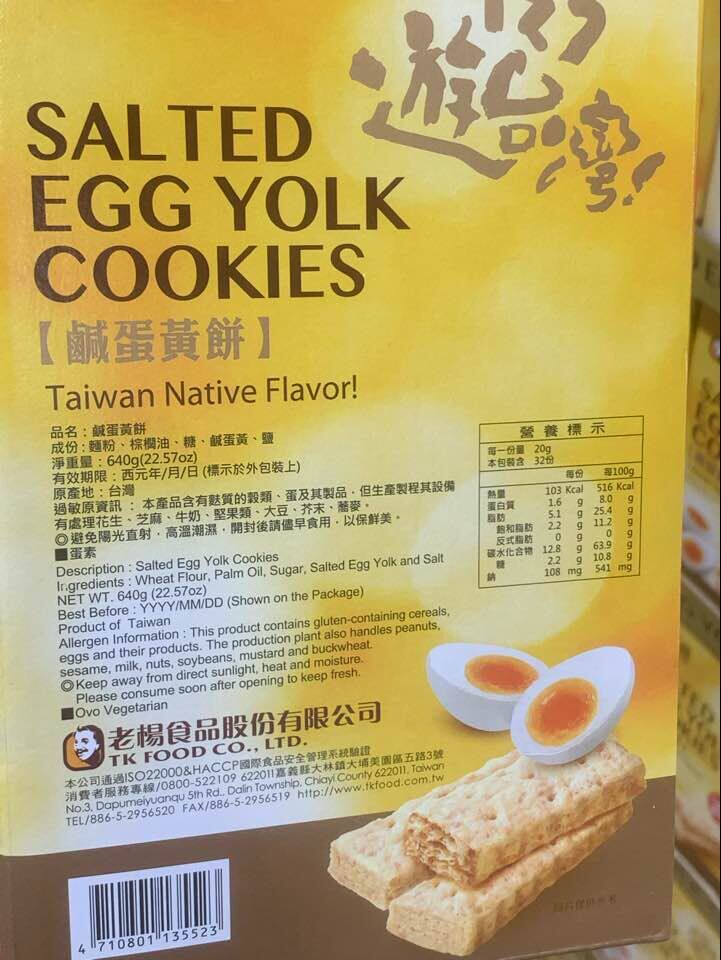 遊台灣!
SALTED
EGG YOLK
COOKIES
【鹹蛋黃餅】
Taiwan Native Flavor!
品名：鹹蛋黃餅
成份：麵粉、棕櫚油、糖、鹹蛋黃、鹽
淨重量：640g(22.57oz)
有效期限：西元年/月/日 (標示於外包裝上)
原產地：台灣
過敏原資訊：本產品含有麩質的穀類、蛋及其製品，但生產製程其設備
有處理花生、芝麻、牛奶、堅果類、大豆、芥末、蕎麥。
◎避免陽光直射，高溫潮濕，開封後請儘早食用，以保鮮美。
■蛋素
Description : Salted Egg Yolk Cookies
Ingredients : Wheat Flour, Palm Oil, Sugar, Salted Egg Yolk and Salt
NET WT. 640g (22.57oz)
Best Before : YYYY/MM/DD (Shown on the Package)
Product of Taiwan
Allergen Information : This product contains gluten-containing cereals,
eggs and their products. The production plant also handles peanuts,
sesame, milk, nuts, soybeans, mustard and buckwheat.
◎Keep away from direct sunlight, heat and moisture.
Please consume soon after opening to keep fresh.
■Ovo Vegetarian
營養標示
每一份量 20g
本包裝含 32份
每份 每100g
熱量 103 Kcal 516 Kcal
蛋白質 1.6 g 8.0 g
脂肪 5.1 g 25.4 g
飽和脂肪 2.2 g 11.2 g
反式脂肪 0 g 0 g
碳水化合物 12.8 g 63.9 g
糖 2.2 g 10.8 g
鈉 108 mg 541 mg
老楊食品股份有限公司
TK FOOD CO., LTD.
本公司通過ISO22000&HACCP國際食品安全管理系統驗證
消費者服務專線/0800-522109 622011嘉義縣大林鎮大埔美園區五路3號
No.3, Dapumeiyuanqu 5th Rd., Dalin Township, Chiayi County 622011, Taiwan
TEL/886-5-2956520 FAX/886-5-2956519 http://www.tkfood.com.tw
4 710801 135523
圖片僅供參考